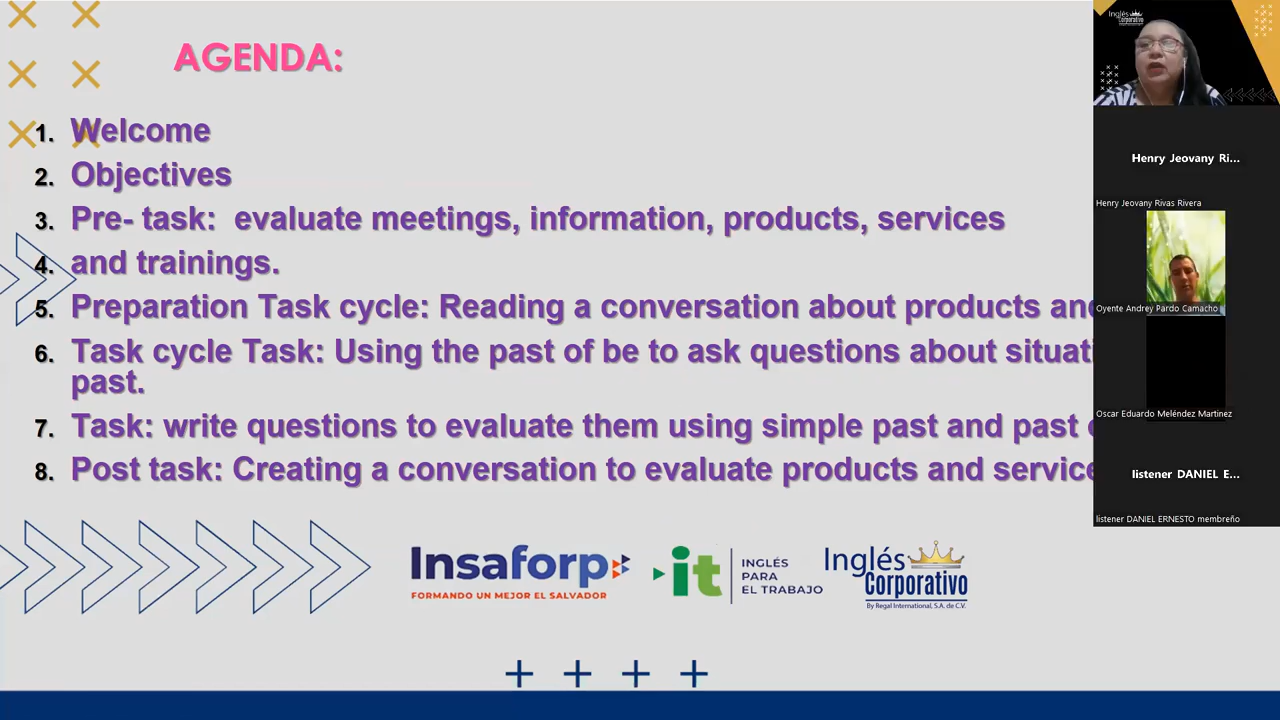 AGENDA:
1. Welcome
2. Objectives
3. Pre- task: evaluate meetings, information, products, services
4. and trainings.
5. Preparation Task cycle: Reading a conversation about products
6. Task cycle Task: Using the past of be to ask questions about
past.
7. Task: write questions to evaluate them using simple past and past
8. Post task: Creating a conversation to evaluate products and
Insaforp
FORMANDO UN MEJOR EL SALVADOR
it
INGLÉS
PARA
EL TRABAJO
Inglés
Corporativo
By Regal International, S.A. de C.V.
Inglés
Corporativo
Henry Jeovany Ri...
Henry Jeovany Rivas Rivera
Oyente Andrey Pardo Camacho
Oscar Eduardo Meléndez Martinez
listener DANIEL E...
listener DANIEL ERNESTO membreño